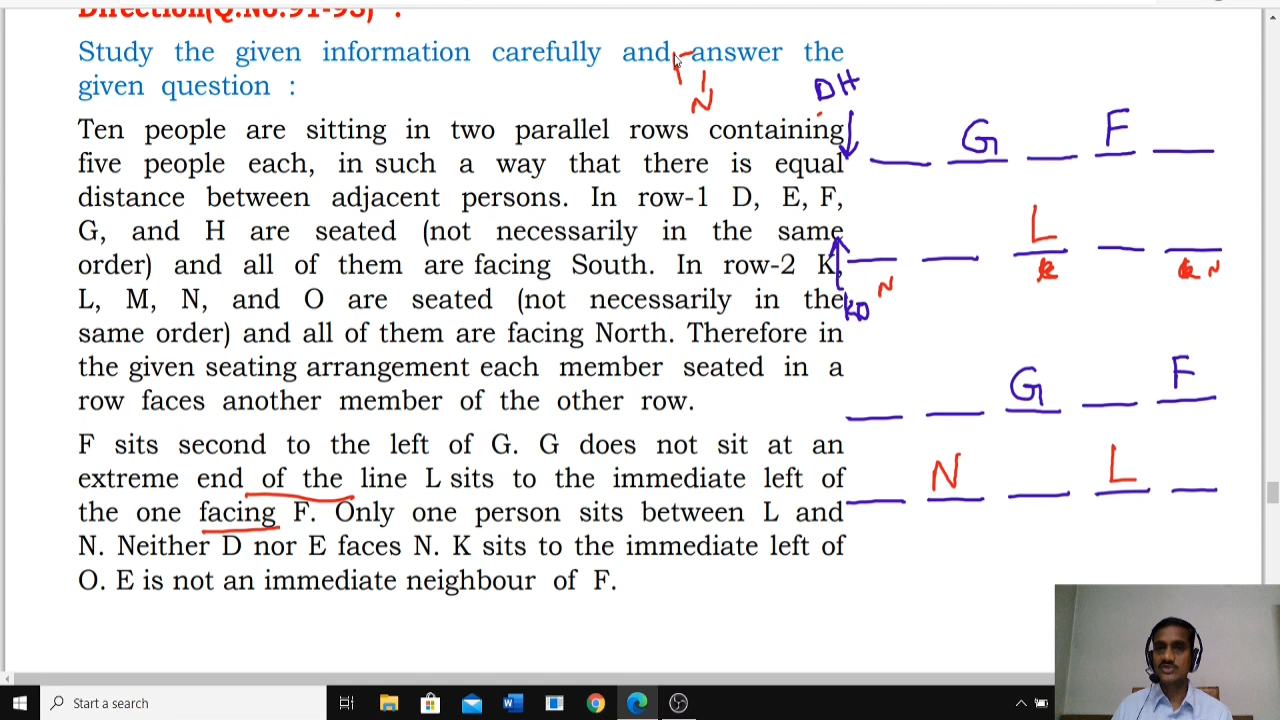 Direction(Q.No.91-95) :
Study the given information carefully and answer the
given question :
N
DH
Ten people are sitting in two parallel rows containing
five people each, in such a way that there is equal
distance between adjacent persons. In row-1 D, E, F,
G, and H are seated (not necessarily in the same
order) and all of them are facing South. In row-2 K,
L, M, N, and O are seated (not necessarily in the
same order) and all of them are facing North. Therefore in
the given seating arrangement each member seated in a
row faces another member of the other row.
F sits second to the left of G. G does not sit at an
extreme end of the line L sits to the immediate left of
the one facing F. Only one person sits between L and
N. Neither D nor E faces N. K sits to the immediate left of
O. E is not an immediate neighbour of F.
G F
L
N N
KO
G F
N L
Start a search